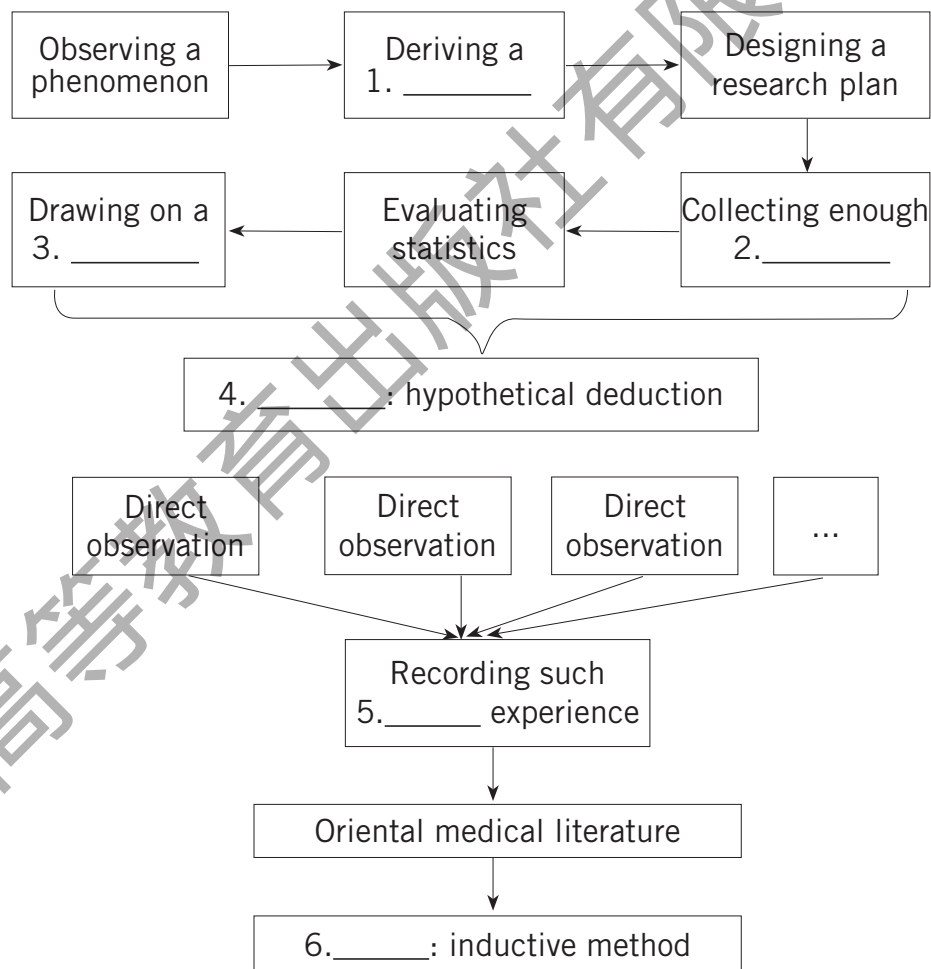 Observing a
phenomenon
Deriving a
1. ________
Designing a
research plan
Drawing on a
3. ________
Evaluating
statistics
Collecting enough
2.________
4. ________: hypothetical deduction
Direct
observation
Direct
observation
Direct
observation
...
Recording such
5.______ experience
Oriental medical literature
6.______: inductive method
高等教育出版社有限